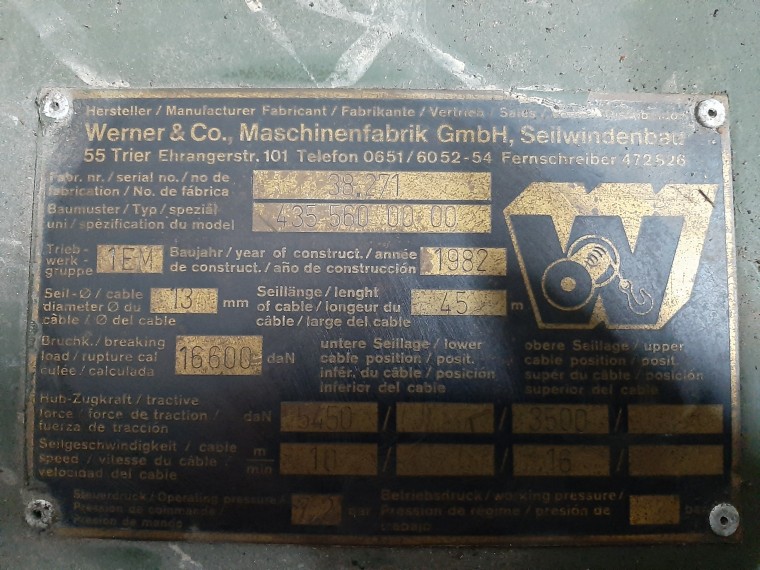 Hersteller / Manufacturer Fabricant / Fabrikante / Vertrieb / Sales /
Werner & Co., Maschinenfabrik GmbH, Seilwindenbau
55 Trier Ehrangerstr. 101 Telefon 0651/60 52-54 Fernschreiber 472526
Fabr. nr. / serial no. / no de
fabrication / No. de fábrica
38.271
Baumuster / Typ / spezial
uni / spezification du model
435 560 00 00
Trieb-
werk-
gruppe
1EM
Baujahr / year of construct. / année
de construct. / año de construcción
1982
Seil-Ø / cable
diameter Ø du
câble / Ø del cable
13 mm
Seillänge / lenght
of cable / longeur du
câble / large del cable
45 m
Bruchk. / breaking
load / rupture cal
culée / calculada
16.600 daN
untere Seillage / lower
cable position / posit.
infér. du câble / posición
inferior del cable
obere Seillage / upper
cable position / posit.
supér du câble / posición
superior del cable
Hub-Zugkraft / tractive
force / force de traction /
fuerza de tracción
daN 5450 / / 3500 /
Seilgeschwindigkeit / cable
speed / vitesse du câble /
velocidad del cable
m/min 10 / / 16 /
Steuerdruck / Operating pressure /
Pression de commande /
presion de mando
bar
Betriebsdruck / working pressure /
Pression de régime / presión de
trabajo
bar
W